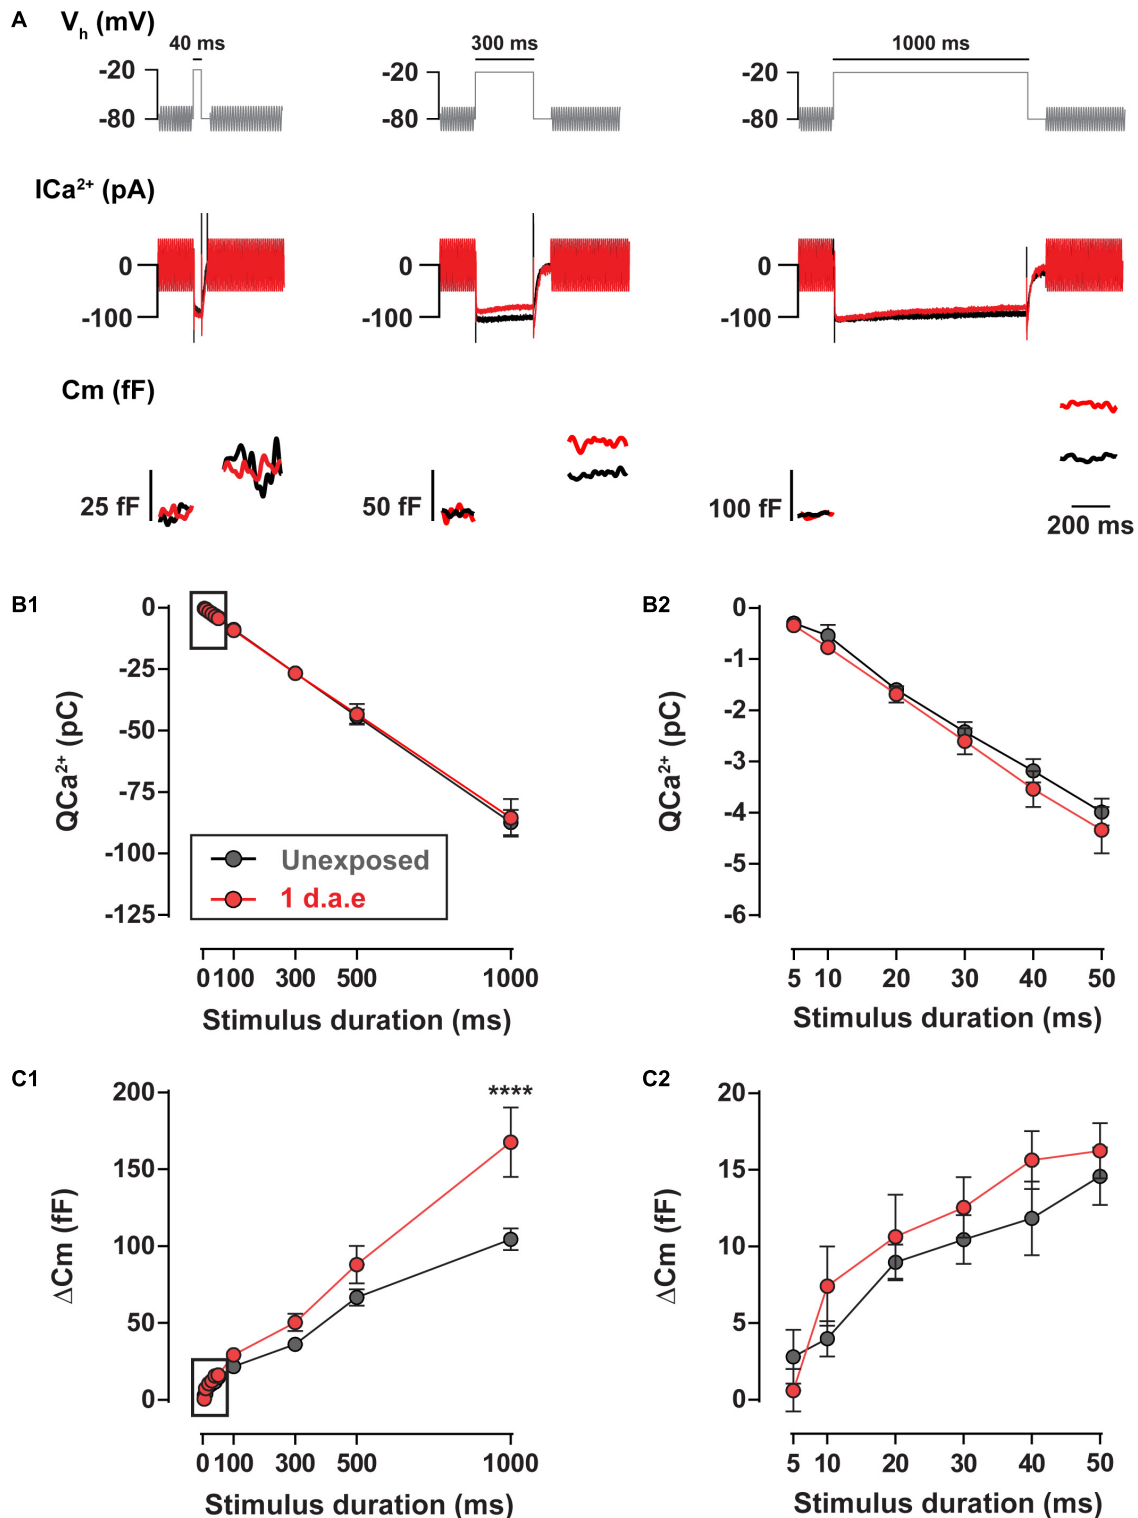 A
Vh (mV)
40 ms
300 ms
1000 ms
-20
-80
-20
-80
-20
-80
ICa²⁺ (pA)
0
-100
0
-100
0
-100
Cm (fF)
25 fF
50 fF
100 fF
200 ms
B1
0
-25
-50
-75
-100
-125
QCa²⁺ (pC)
Unexposed
1 d.a.e
0 100 300 500 1000
Stimulus duration (ms)
B2
0
-1
-2
-3
-4
-5
-6
QCa²⁺ (pC)
5 10 20 30 40 50
Stimulus duration (ms)
C1
200
150
100
50
0
ΔCm (fF)
****
0 100 300 500 1000
Stimulus duration (ms)
C2
20
15
10
5
0
ΔCm (fF)
5 10 20 30 40 50
Stimulus duration (ms)